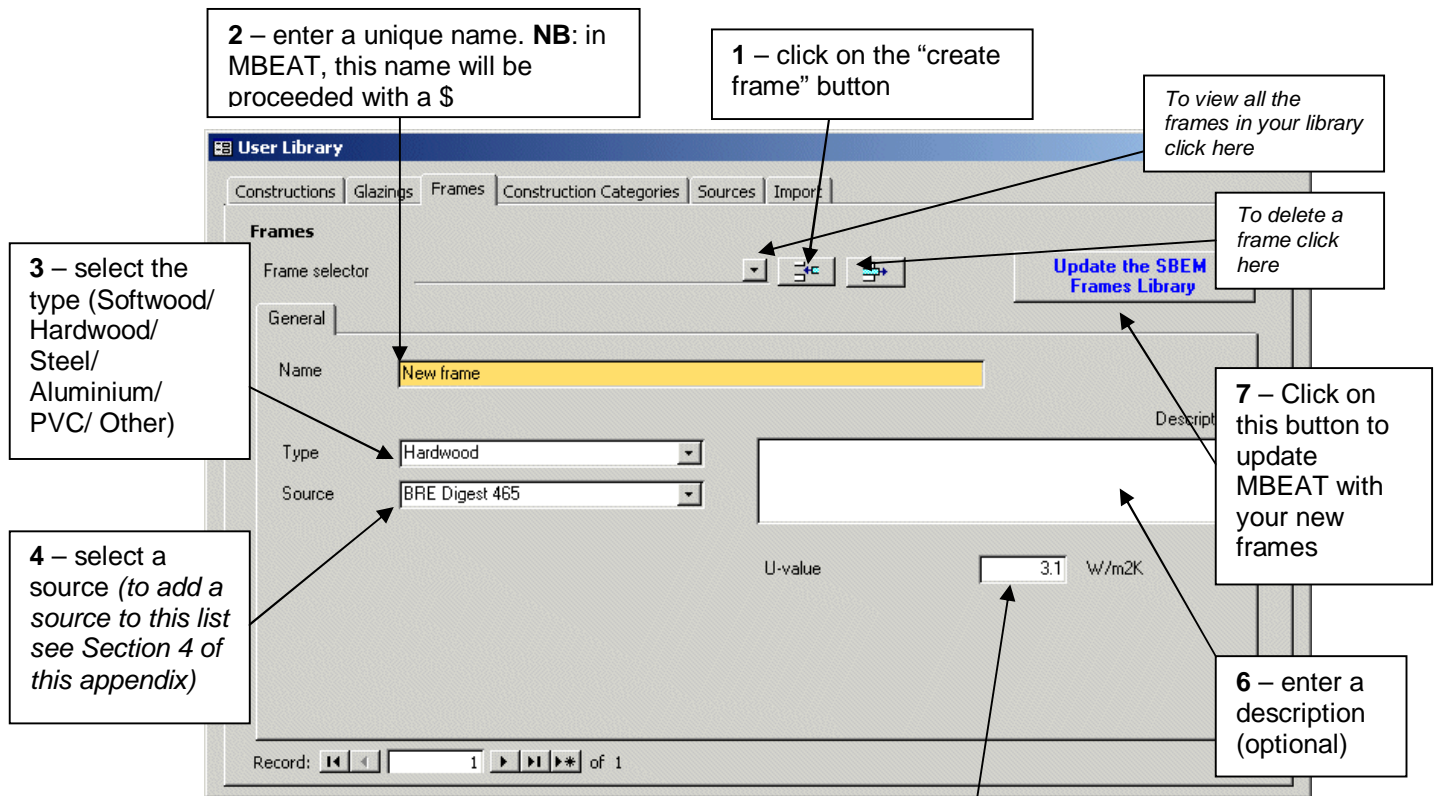 2 – enter a unique name. NB: in
MBEAT, this name will be
proceeded with a $
1 – click on the “create
frame” button
To view all the
frames in your library
click here
User Library
Constructions Glazings Frames Construction Categories Sources Import
To delete a
frame click
here
Frames
Frame selector
Update the SBEM
Frames Library
3 – select the
type (Softwood/
Hardwood/
Steel/
Aluminium/
PVC/ Other)
General
Name New frame
7 – Click on
this button to
update
MBEAT with
your new
frames
Descript
Type Hardwood
Source BRE Digest 465
4 – select a
source (to add a
source to this list
see Section 4 of
this appendix)
U-value 3.1 W/m2K
6 – enter a
description
(optional)
Record: 1 of 1